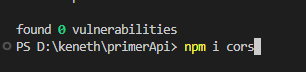 found 0 vulnerabilities
PS D:\keneth\primerApi> npm i cors